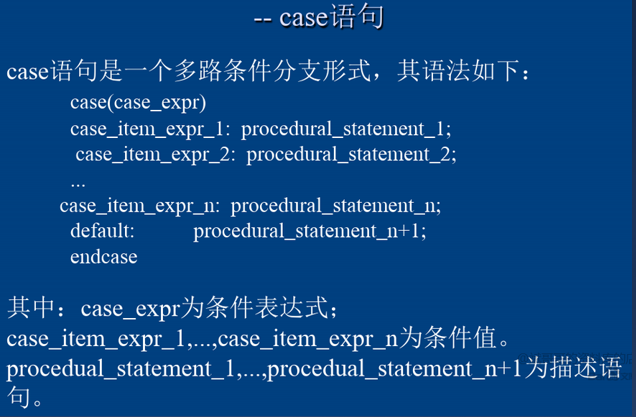 -- case语句
case语句是一个多路条件分支形式，其语法如下：
case(case_expr)
case_item_expr_1: procedural_statement_1;
case_item_expr_2: procedural_statement_2;
...
case_item_expr_n: procedural_statement_n;
default: procedural_statement_n+1;
endcase
其中：case_expr为条件表达式；
case_item_expr_1,...,case_item_expr_n为条件值。
procedual_statement_1,...,procedual_statement_n+1为描述语
句。